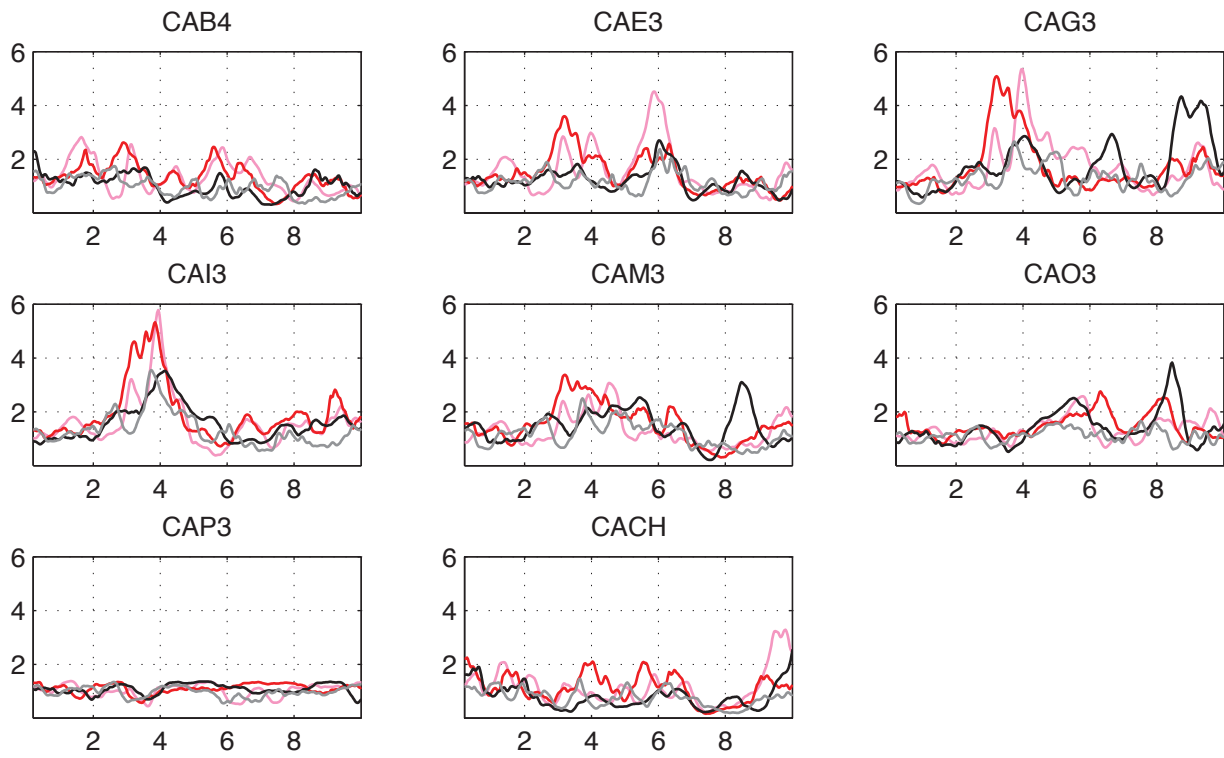 CAB4 CAE3 CAG3
6 6 6
4 4 4
2 2 2
2 4 6 8 2 4 6 8 2 4 6 8
CAI3 CAM3 CAO3
6 6 6
4 4 4
2 2 2
2 4 6 8 2 4 6 8 2 4 6 8
CAP3 CACH
6 6
4 4
2 2
2 4 6 8 2 4 6 8